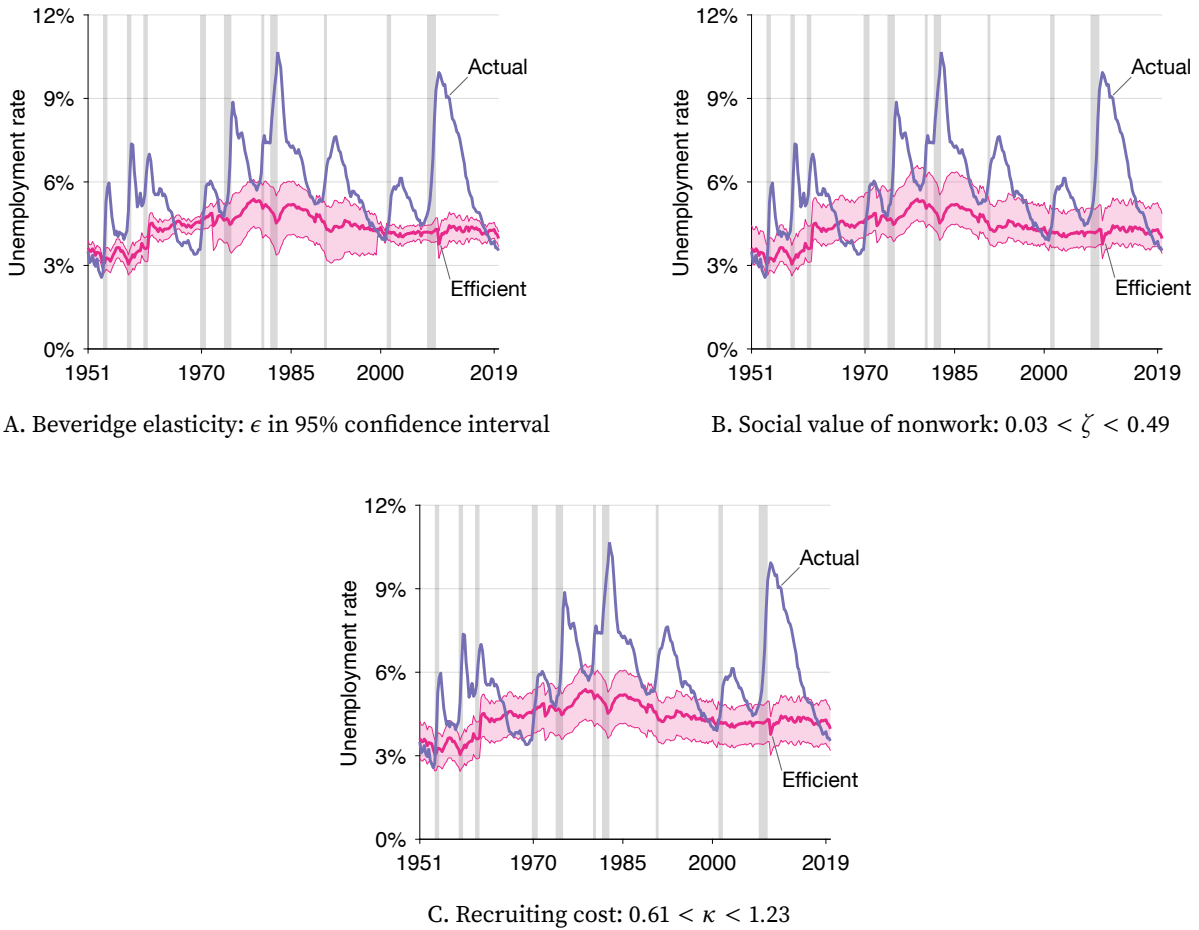 12%
9%
6%
3%
0%
Unemployment rate
Actual
Efficient
1951
1970
1985
2000
2019
A. Beveridge elasticity: ϵ in 95% confidence interval
12%
9%
6%
3%
0%
Unemployment rate
Actual
Efficient
1951
1970
1985
2000
2019
B. Social value of nonwork: 0.03 < ζ < 0.49
12%
9%
6%
3%
0%
Unemployment rate
Actual
Efficient
1951
1970
1985
2000
2019
C. Recruiting cost: 0.61 < κ < 1.23